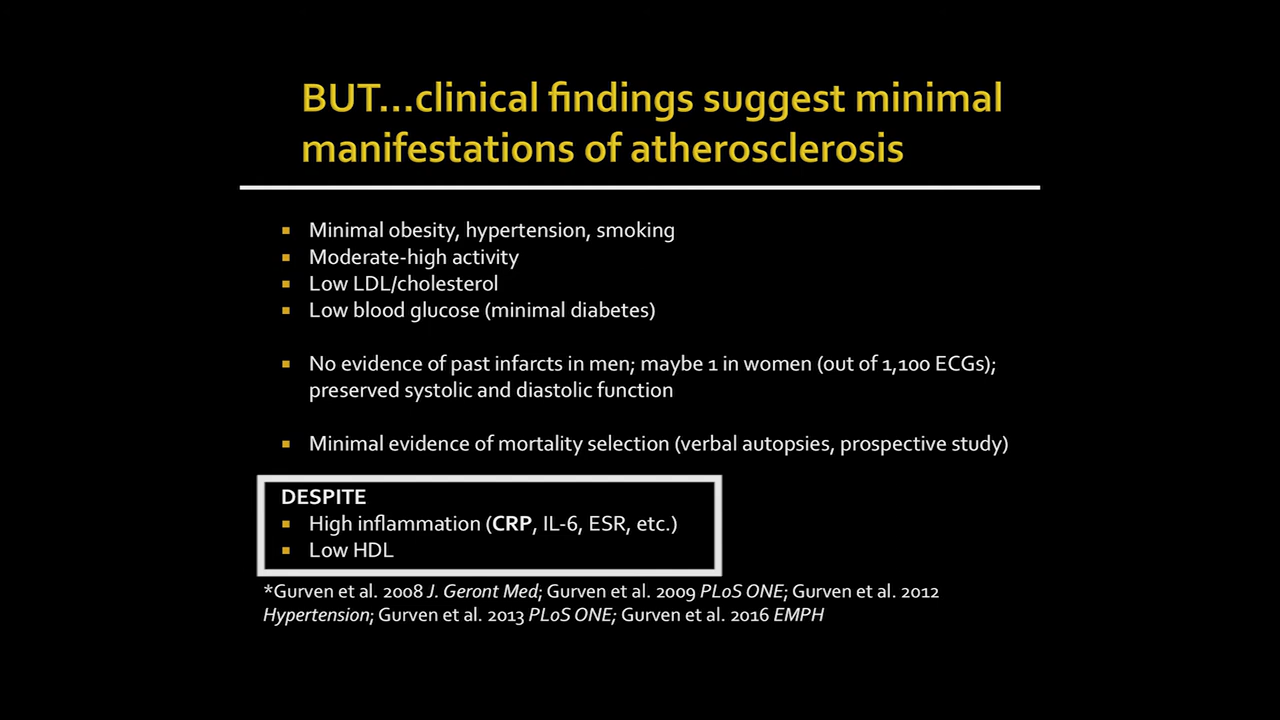 BUT...clinical findings suggest minimal
manifestations of atherosclerosis
▪ Minimal obesity, hypertension, smoking
▪ Moderate-high activity
▪ Low LDL/cholesterol
▪ Low blood glucose (minimal diabetes)
▪ No evidence of past infarcts in men; maybe 1 in women (out of 1,100 ECGs);
preserved systolic and diastolic function
▪ Minimal evidence of mortality selection (verbal autopsies, prospective study)
DESPITE
▪ High inflammation (CRP, IL-6, ESR, etc.)
▪ Low HDL
*Gurven et al. 2008 J. Geront Med; Gurven et al. 2009 PLoS ONE; Gurven et al. 2012
Hypertension; Gurven et al. 2013 PLoS ONE; Gurven et al. 2016 EMPH